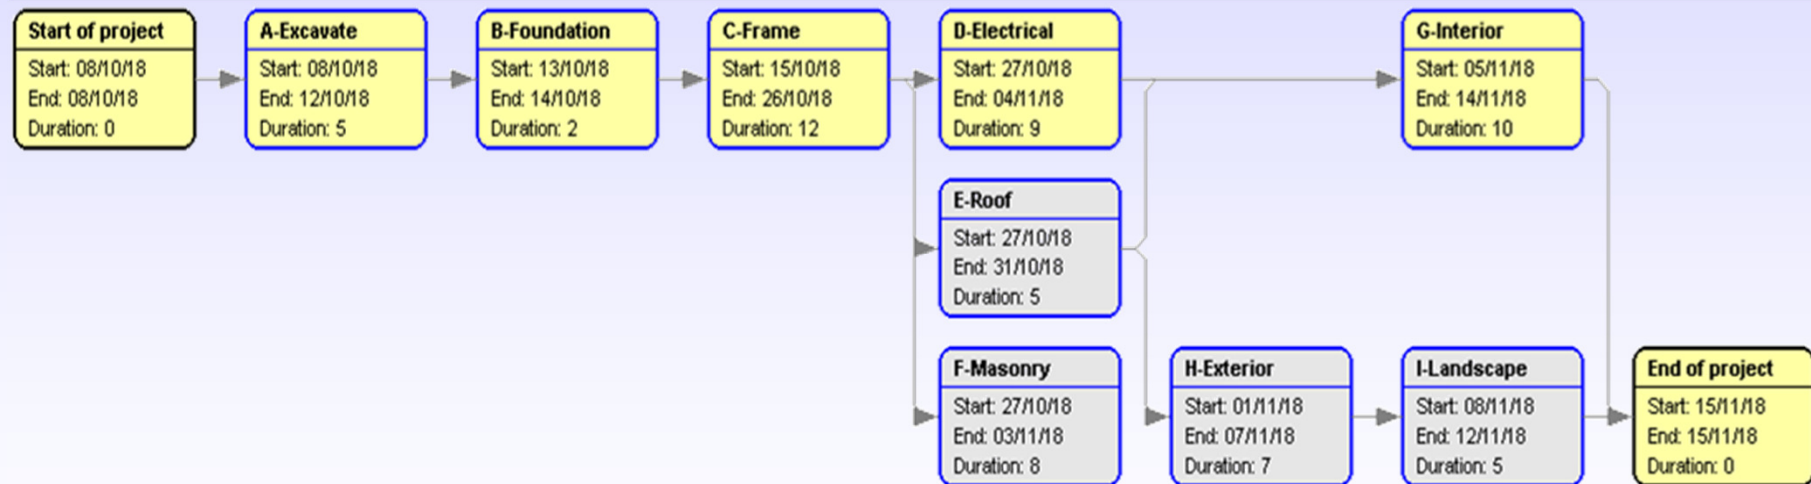 Start of project
Start: 08/10/18
End: 08/10/18
Duration: 0
A-Excavate
Start: 08/10/18
End: 12/10/18
Duration: 5
B-Foundation
Start: 13/10/18
End: 14/10/18
Duration: 2
C-Frame
Start: 15/10/18
End: 26/10/18
Duration: 12
D-Electrical
Start: 27/10/18
End: 04/11/18
Duration: 9
G-Interior
Start: 05/11/18
End: 14/11/18
Duration: 10
E-Roof
Start: 27/10/18
End: 31/10/18
Duration: 5
F-Masonry
Start: 27/10/18
End: 03/11/18
Duration: 8
H-Exterior
Start: 01/11/18
End: 07/11/18
Duration: 7
I-Landscape
Start: 08/11/18
End: 12/11/18
Duration: 5
End of project
Start: 15/11/18
End: 15/11/18
Duration: 0